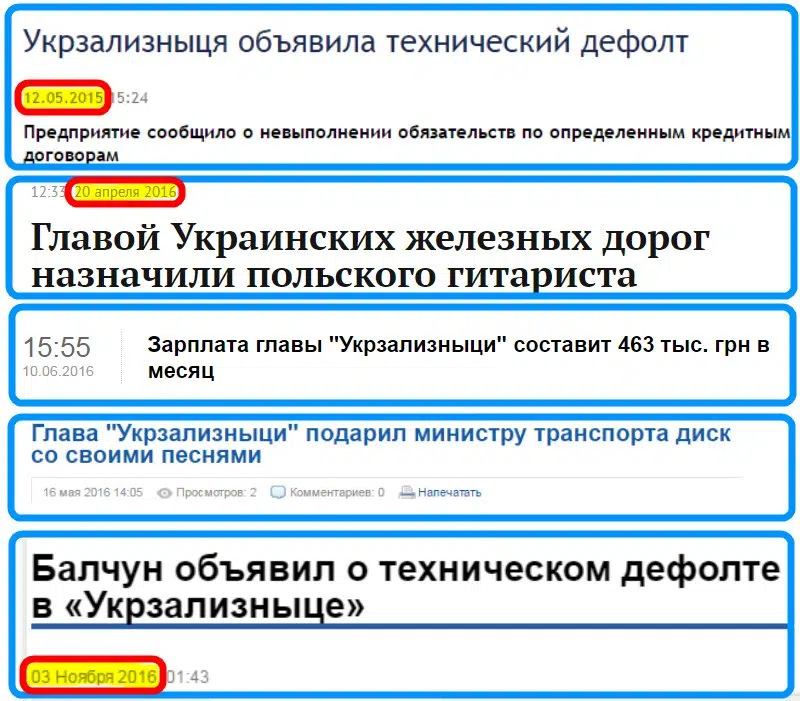 Укрзализныця объявила технический дефолт
12.05.2015 15:24
Предприятие сообщило о невыполнении обязательств по определенным кредитным
договорам
12:33 20 апреля 2016
Главой Украинских железных дорог
назначили польского гитариста
15:55
10.06.2016
Зарплата главы "Укрзализныци" составит 463 тыс. грн в
месяц
Глава "Укрзализныци" подарил министру транспорта диск
со своими песнями
16 мая 2016 14:05 Просмотров: 2 Комментариев: 0 Напечатать
Балчун объявил о техническом дефолте
в «Укрзализныце»
03 Ноября 2016 01:43